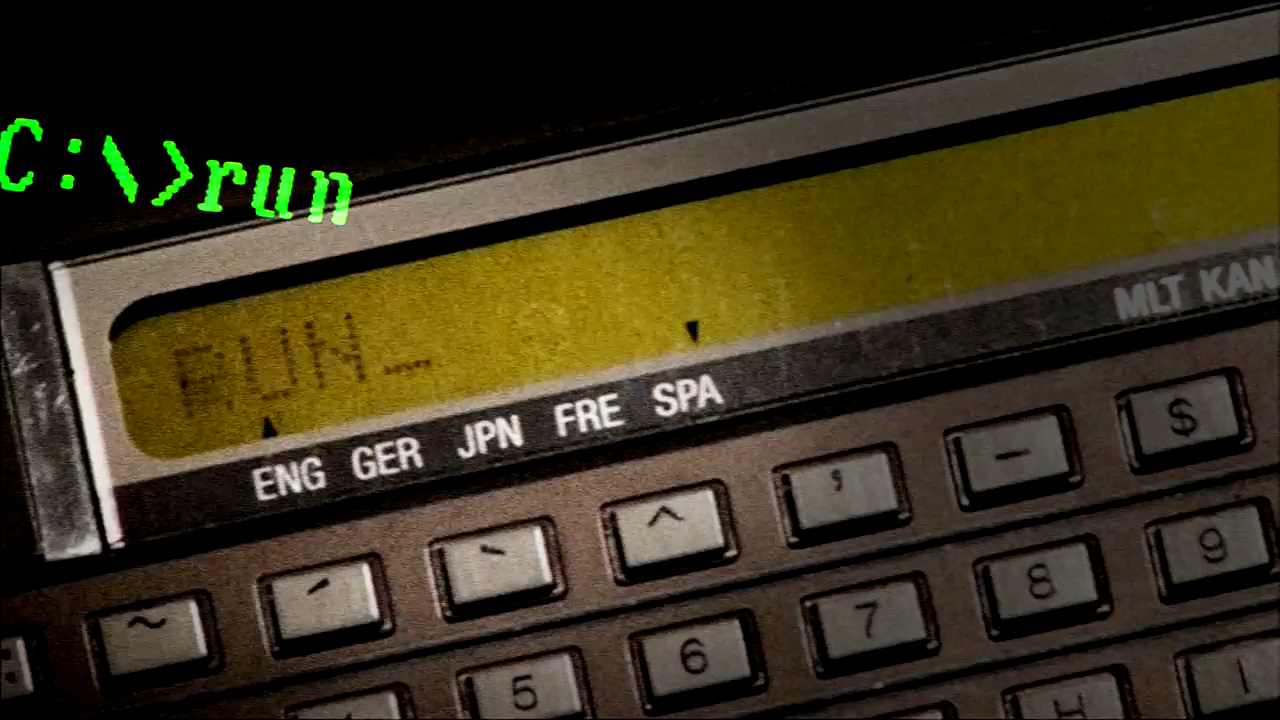 C:\>run
RUN_
MLT KAN
ENG GER JPN FRE SPA
~ ´ ` ^ ' - $
5 6 7 8 9
H I